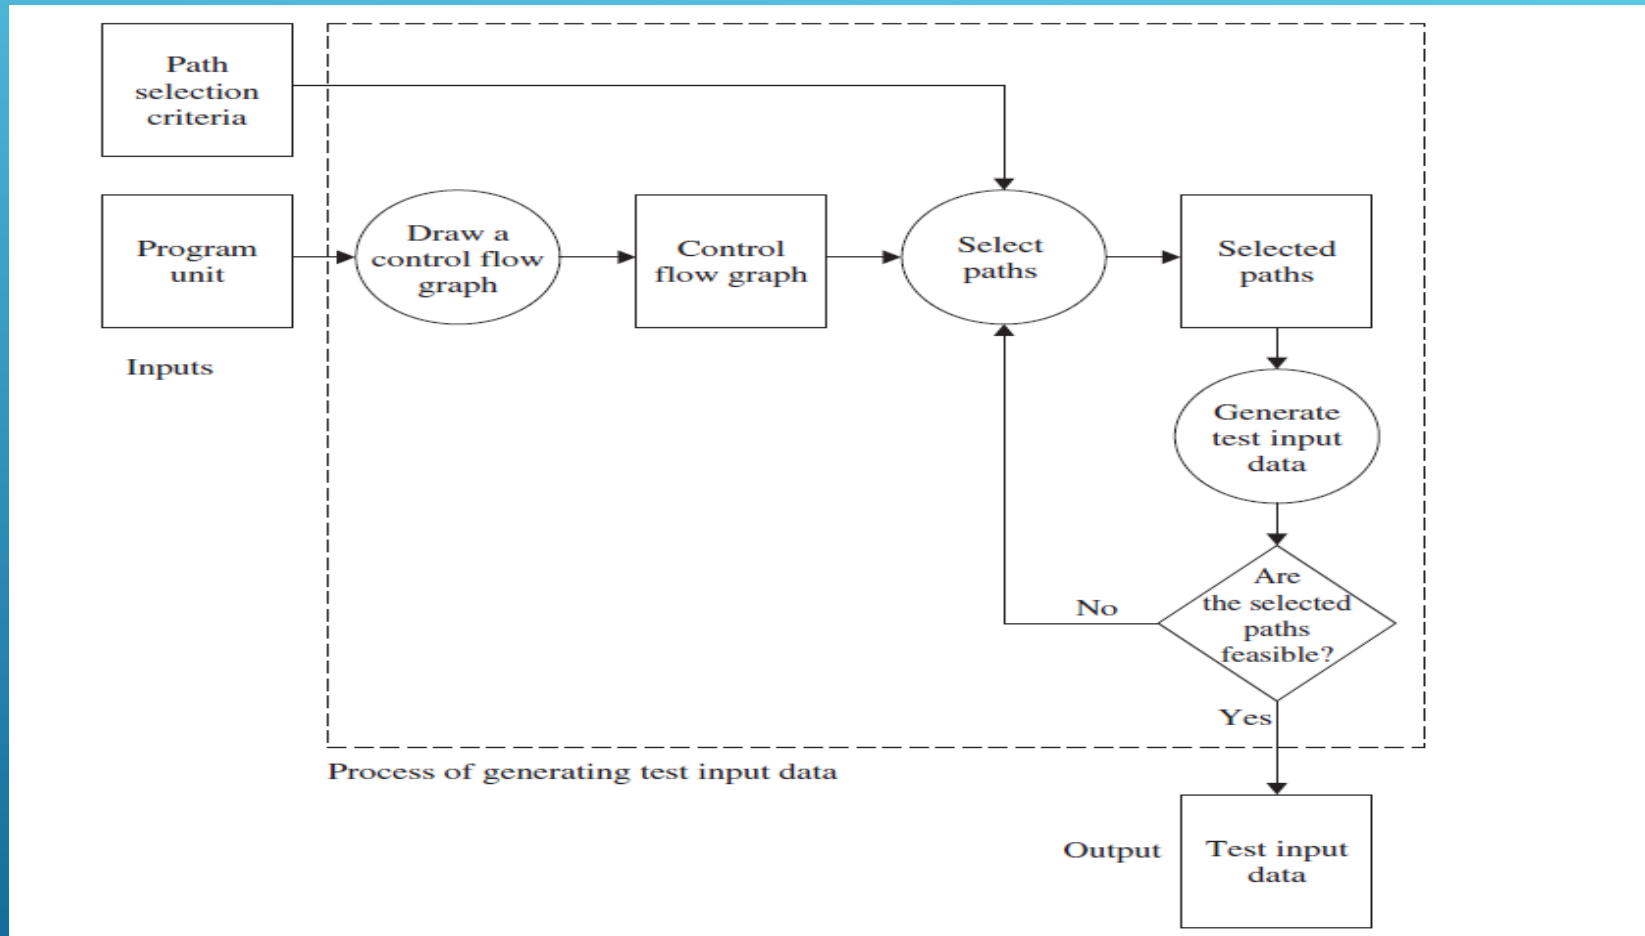 Path
selection
criteria
Program
unit
Inputs
Draw a
control flow
graph
Control
flow graph
Select
paths
Selected
paths
Generate
test input
data
Are
the selected
paths
feasible?
No
Yes
Process of generating test input data
Output
Test input
data